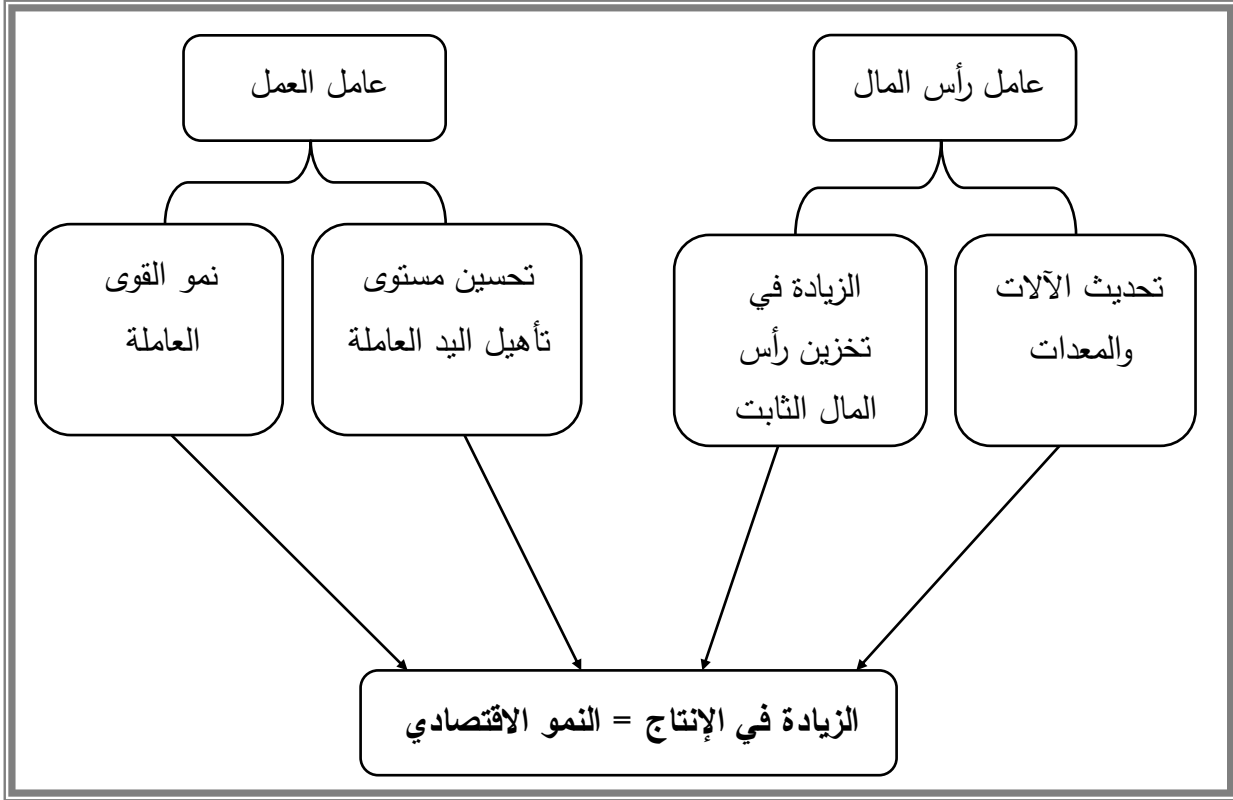 عامل رأس المال
عامل العمل
تحديث الآلات
والمعدات
الزيادة في
تخزين رأس
المال الثابت
تحسين مستوى
تأهيل اليد العاملة
نمو القوى
العاملة
الزيادة في الإنتاج = النمو الاقتصادي